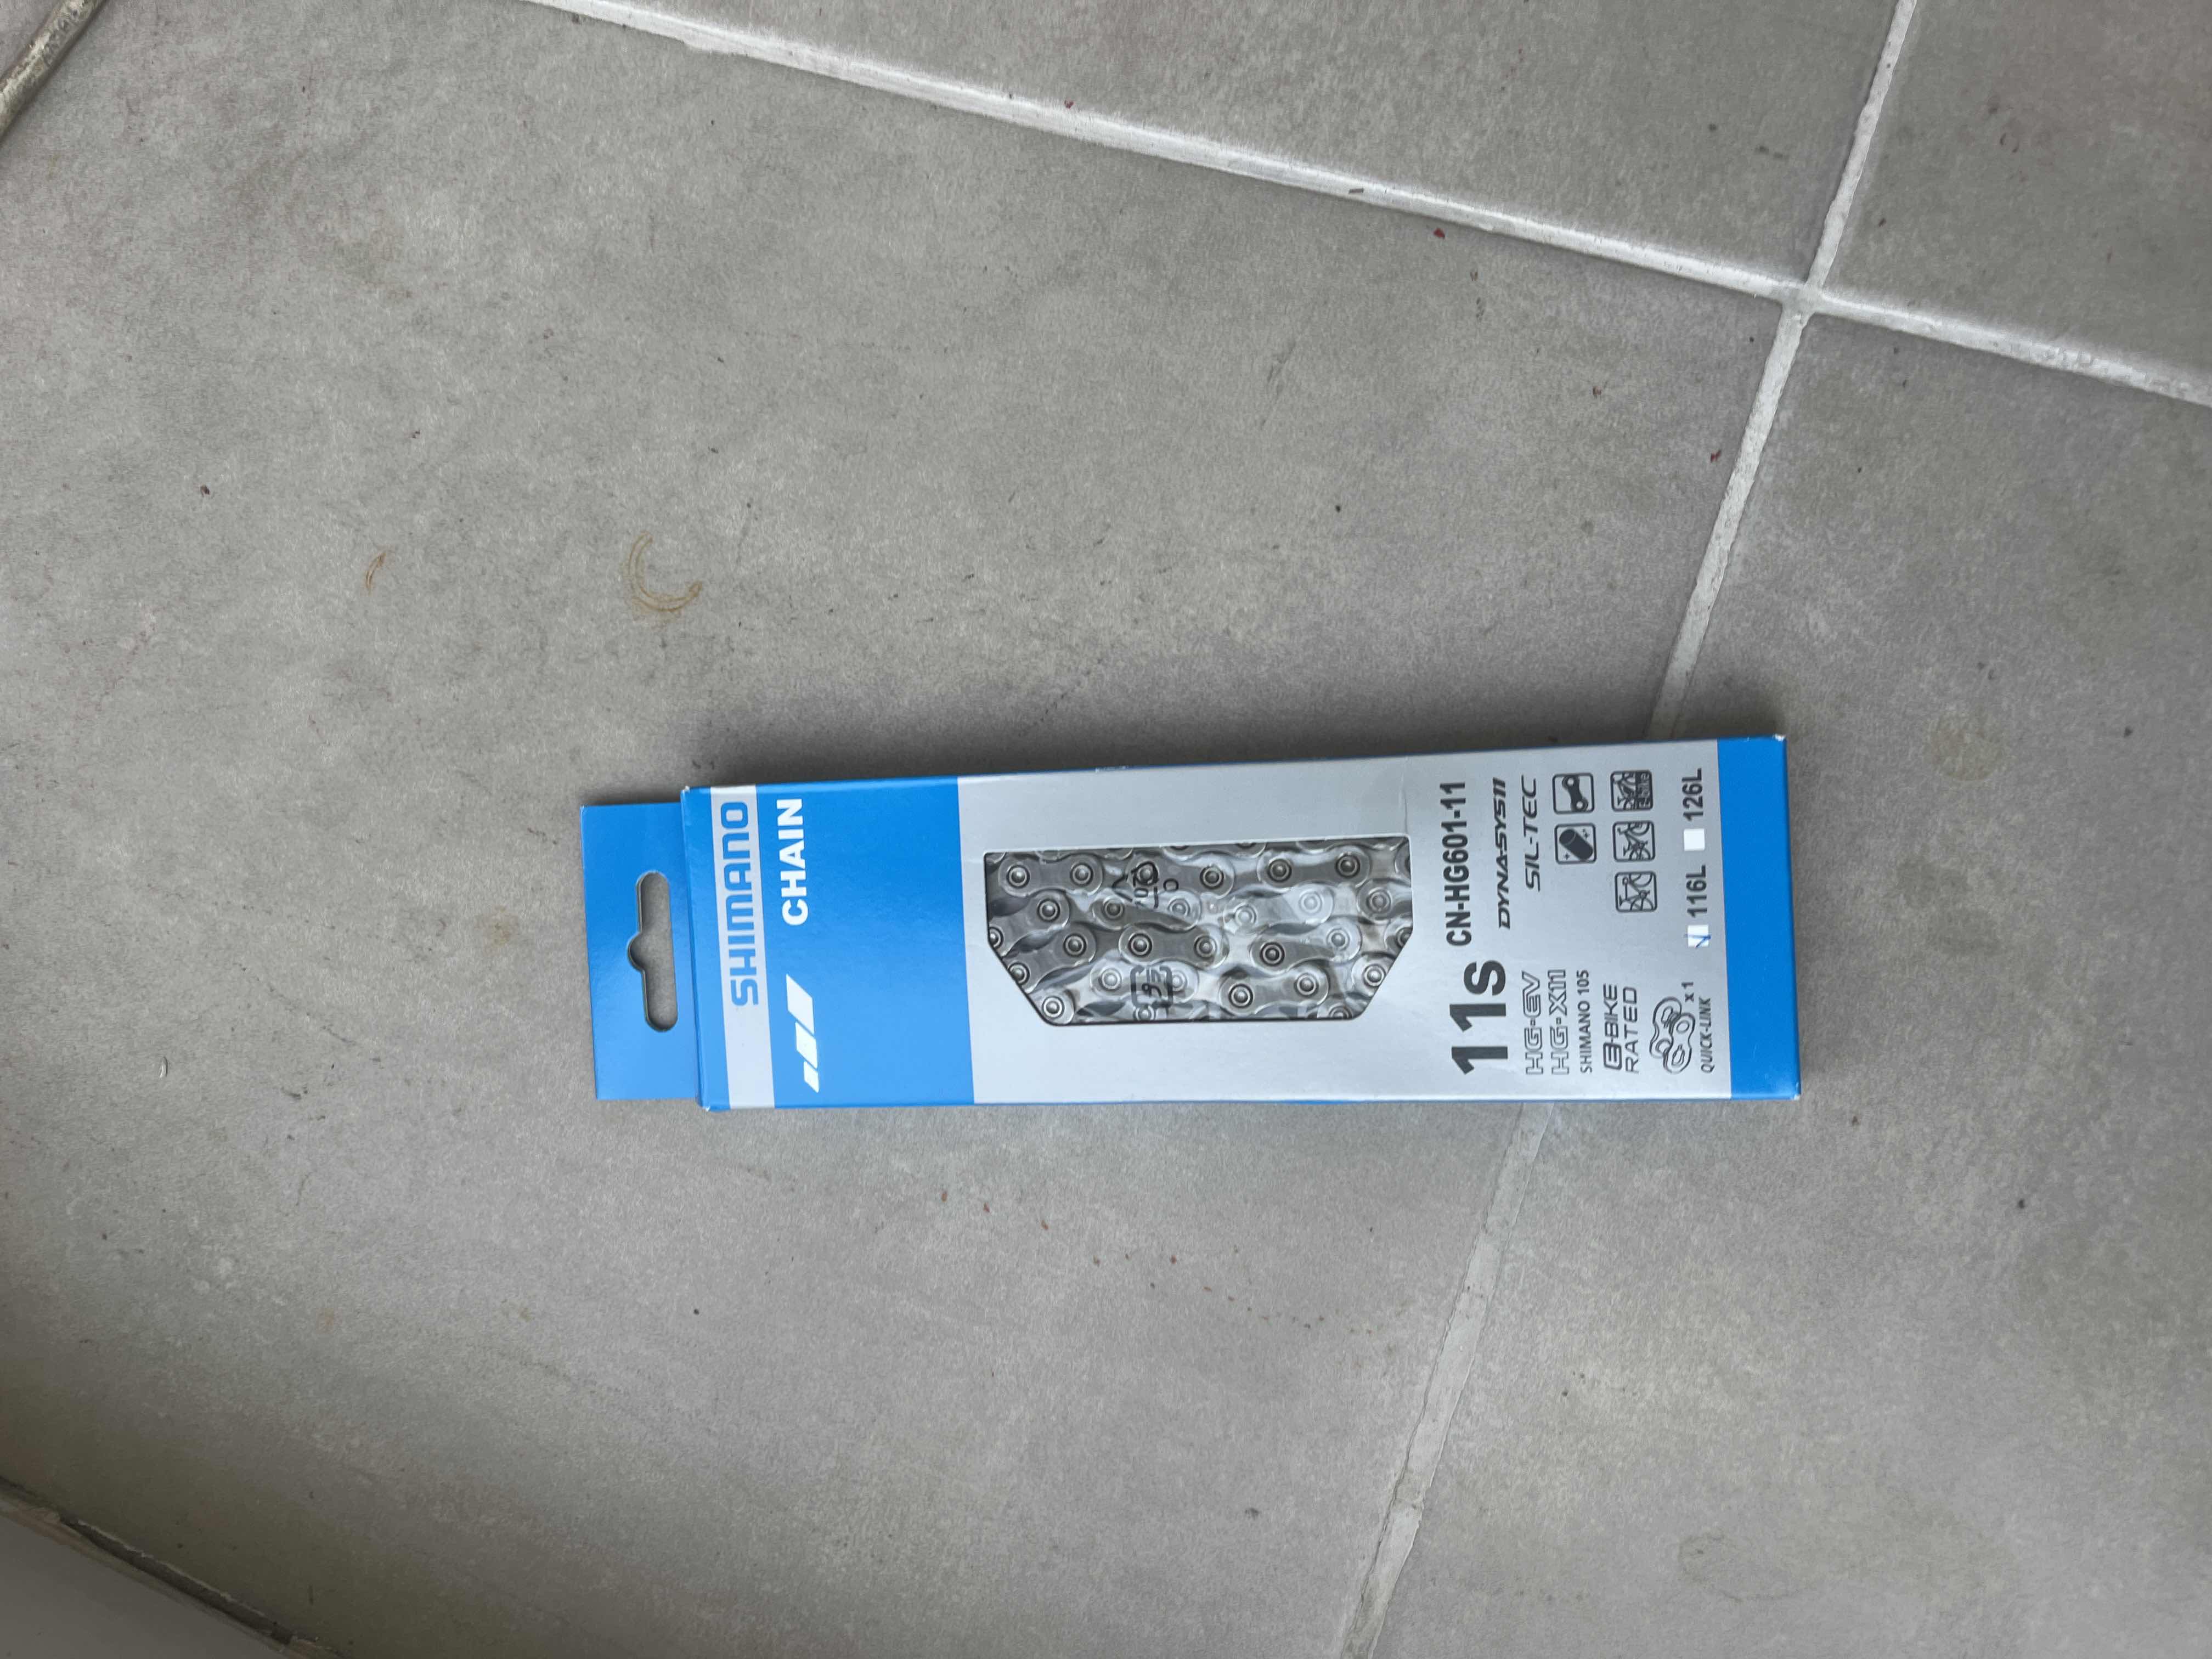 SHIMANO
CHAIN
11s CN-HG601-11
HG-EV DYNA-SYS11
HG-X11 SIL-TEC
SHIMANO 105
E-BIKE
RATED
x1
QUICK-LINK
116L 126L